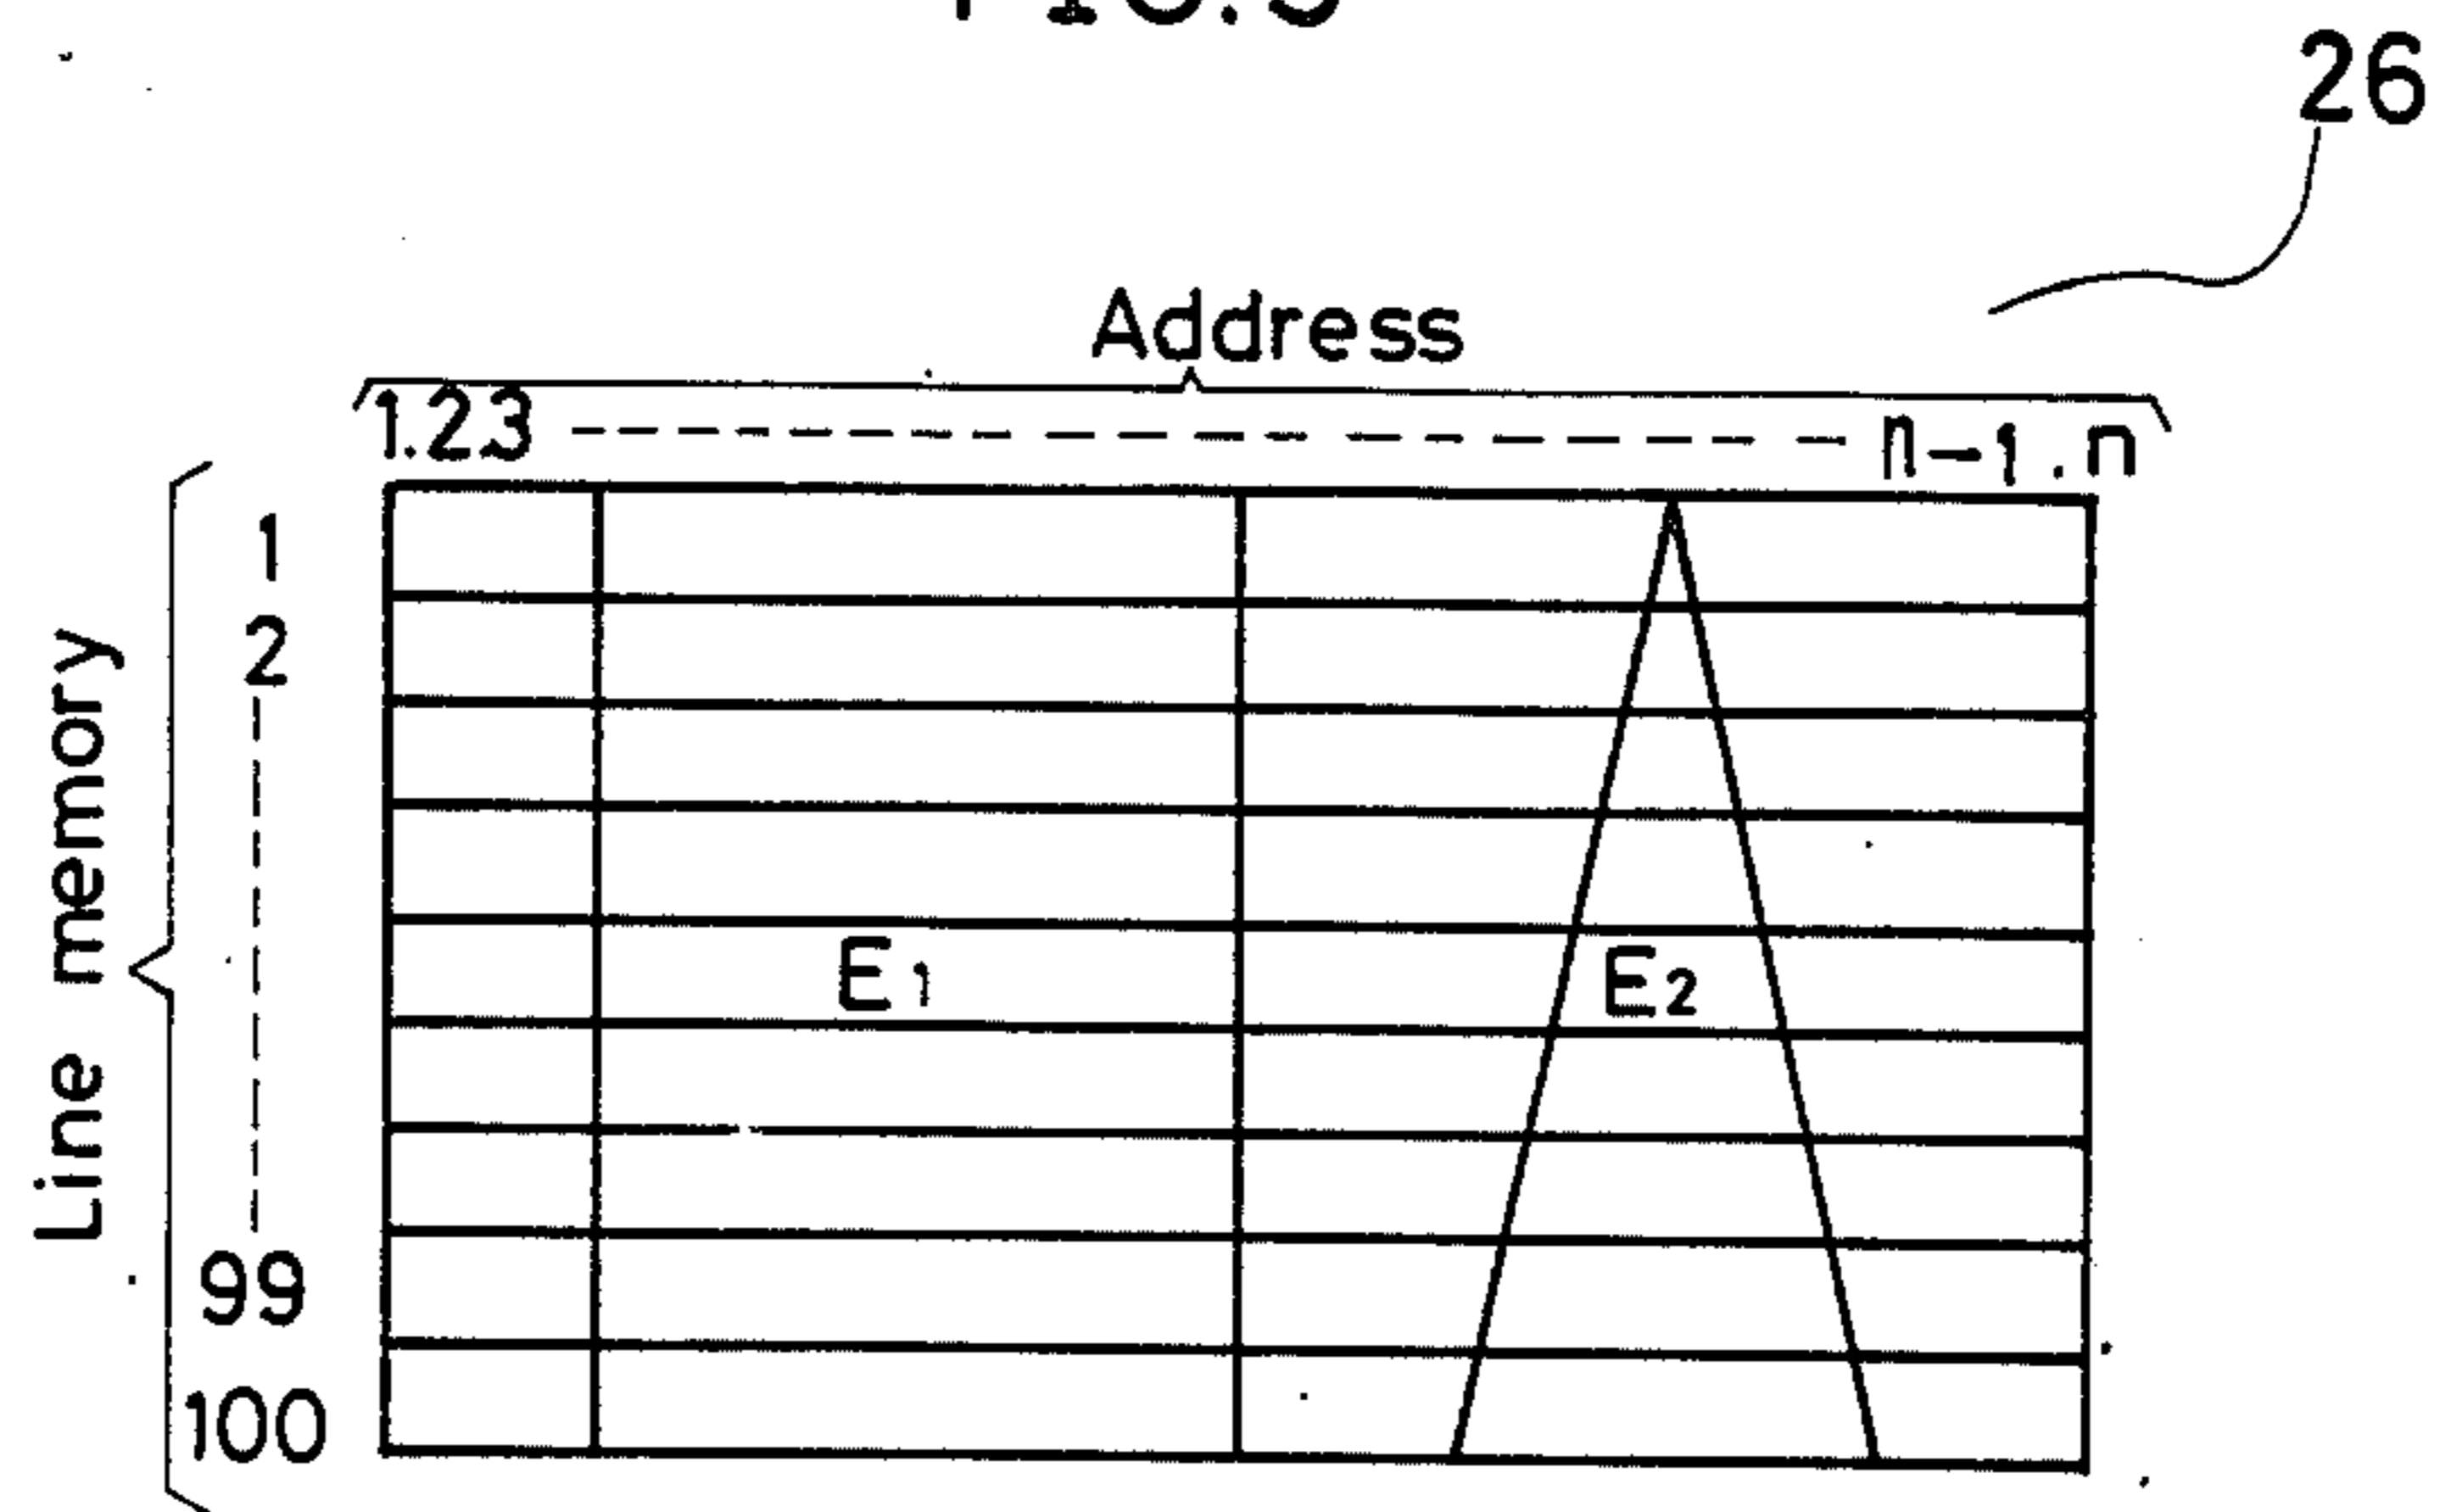 26
Address
1.2.3 ---------- n-1. n
1
2
99
100
Line memory
E1
E2